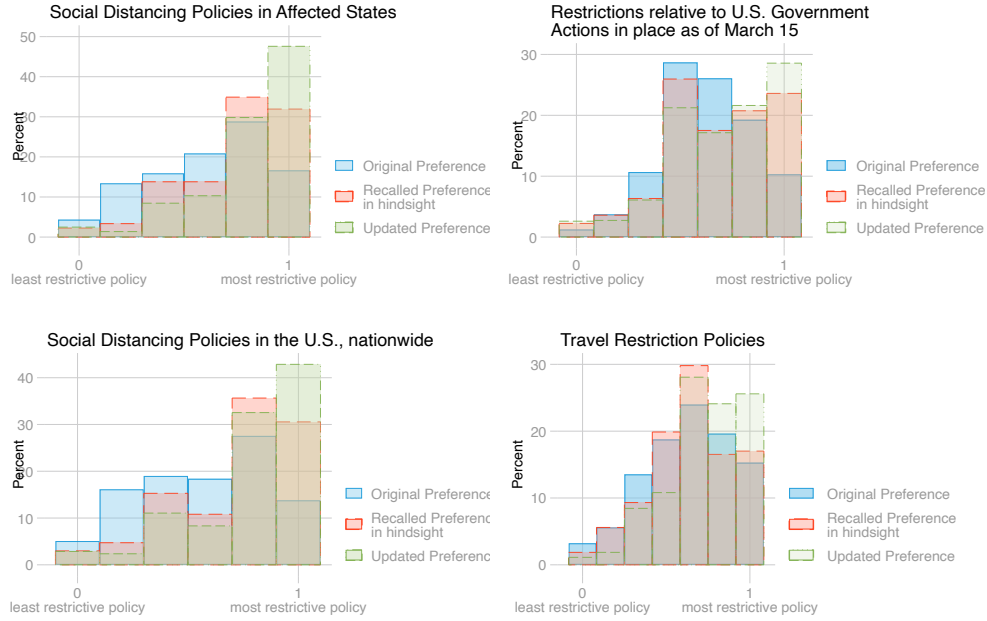 Social Distancing Policies in Affected States
50
40
30
20
10
0
Percent
0
1
least restrictive policy
most restrictive policy
Original Preference
Recalled Preference
in hindsight
Updated Preference
Restrictions relative to U.S. Government
Actions in place as of March 15
30
20
10
0
Percent
0
1
least restrictive policy
most restrictive policy
Original Preference
Recalled Preference
in hindsight
Updated Preference
Social Distancing Policies in the U.S., nationwide
40
30
20
10
0
Percent
0
1
least restrictive policy
most restrictive policy
Original Preference
Recalled Preference
in hindsight
Updated Preference
Travel Restriction Policies
30
20
10
0
Percent
0
1
least restrictive policy
most restrictive policy
Original Preference
Recalled Preference
in hindsight
Updated Preference